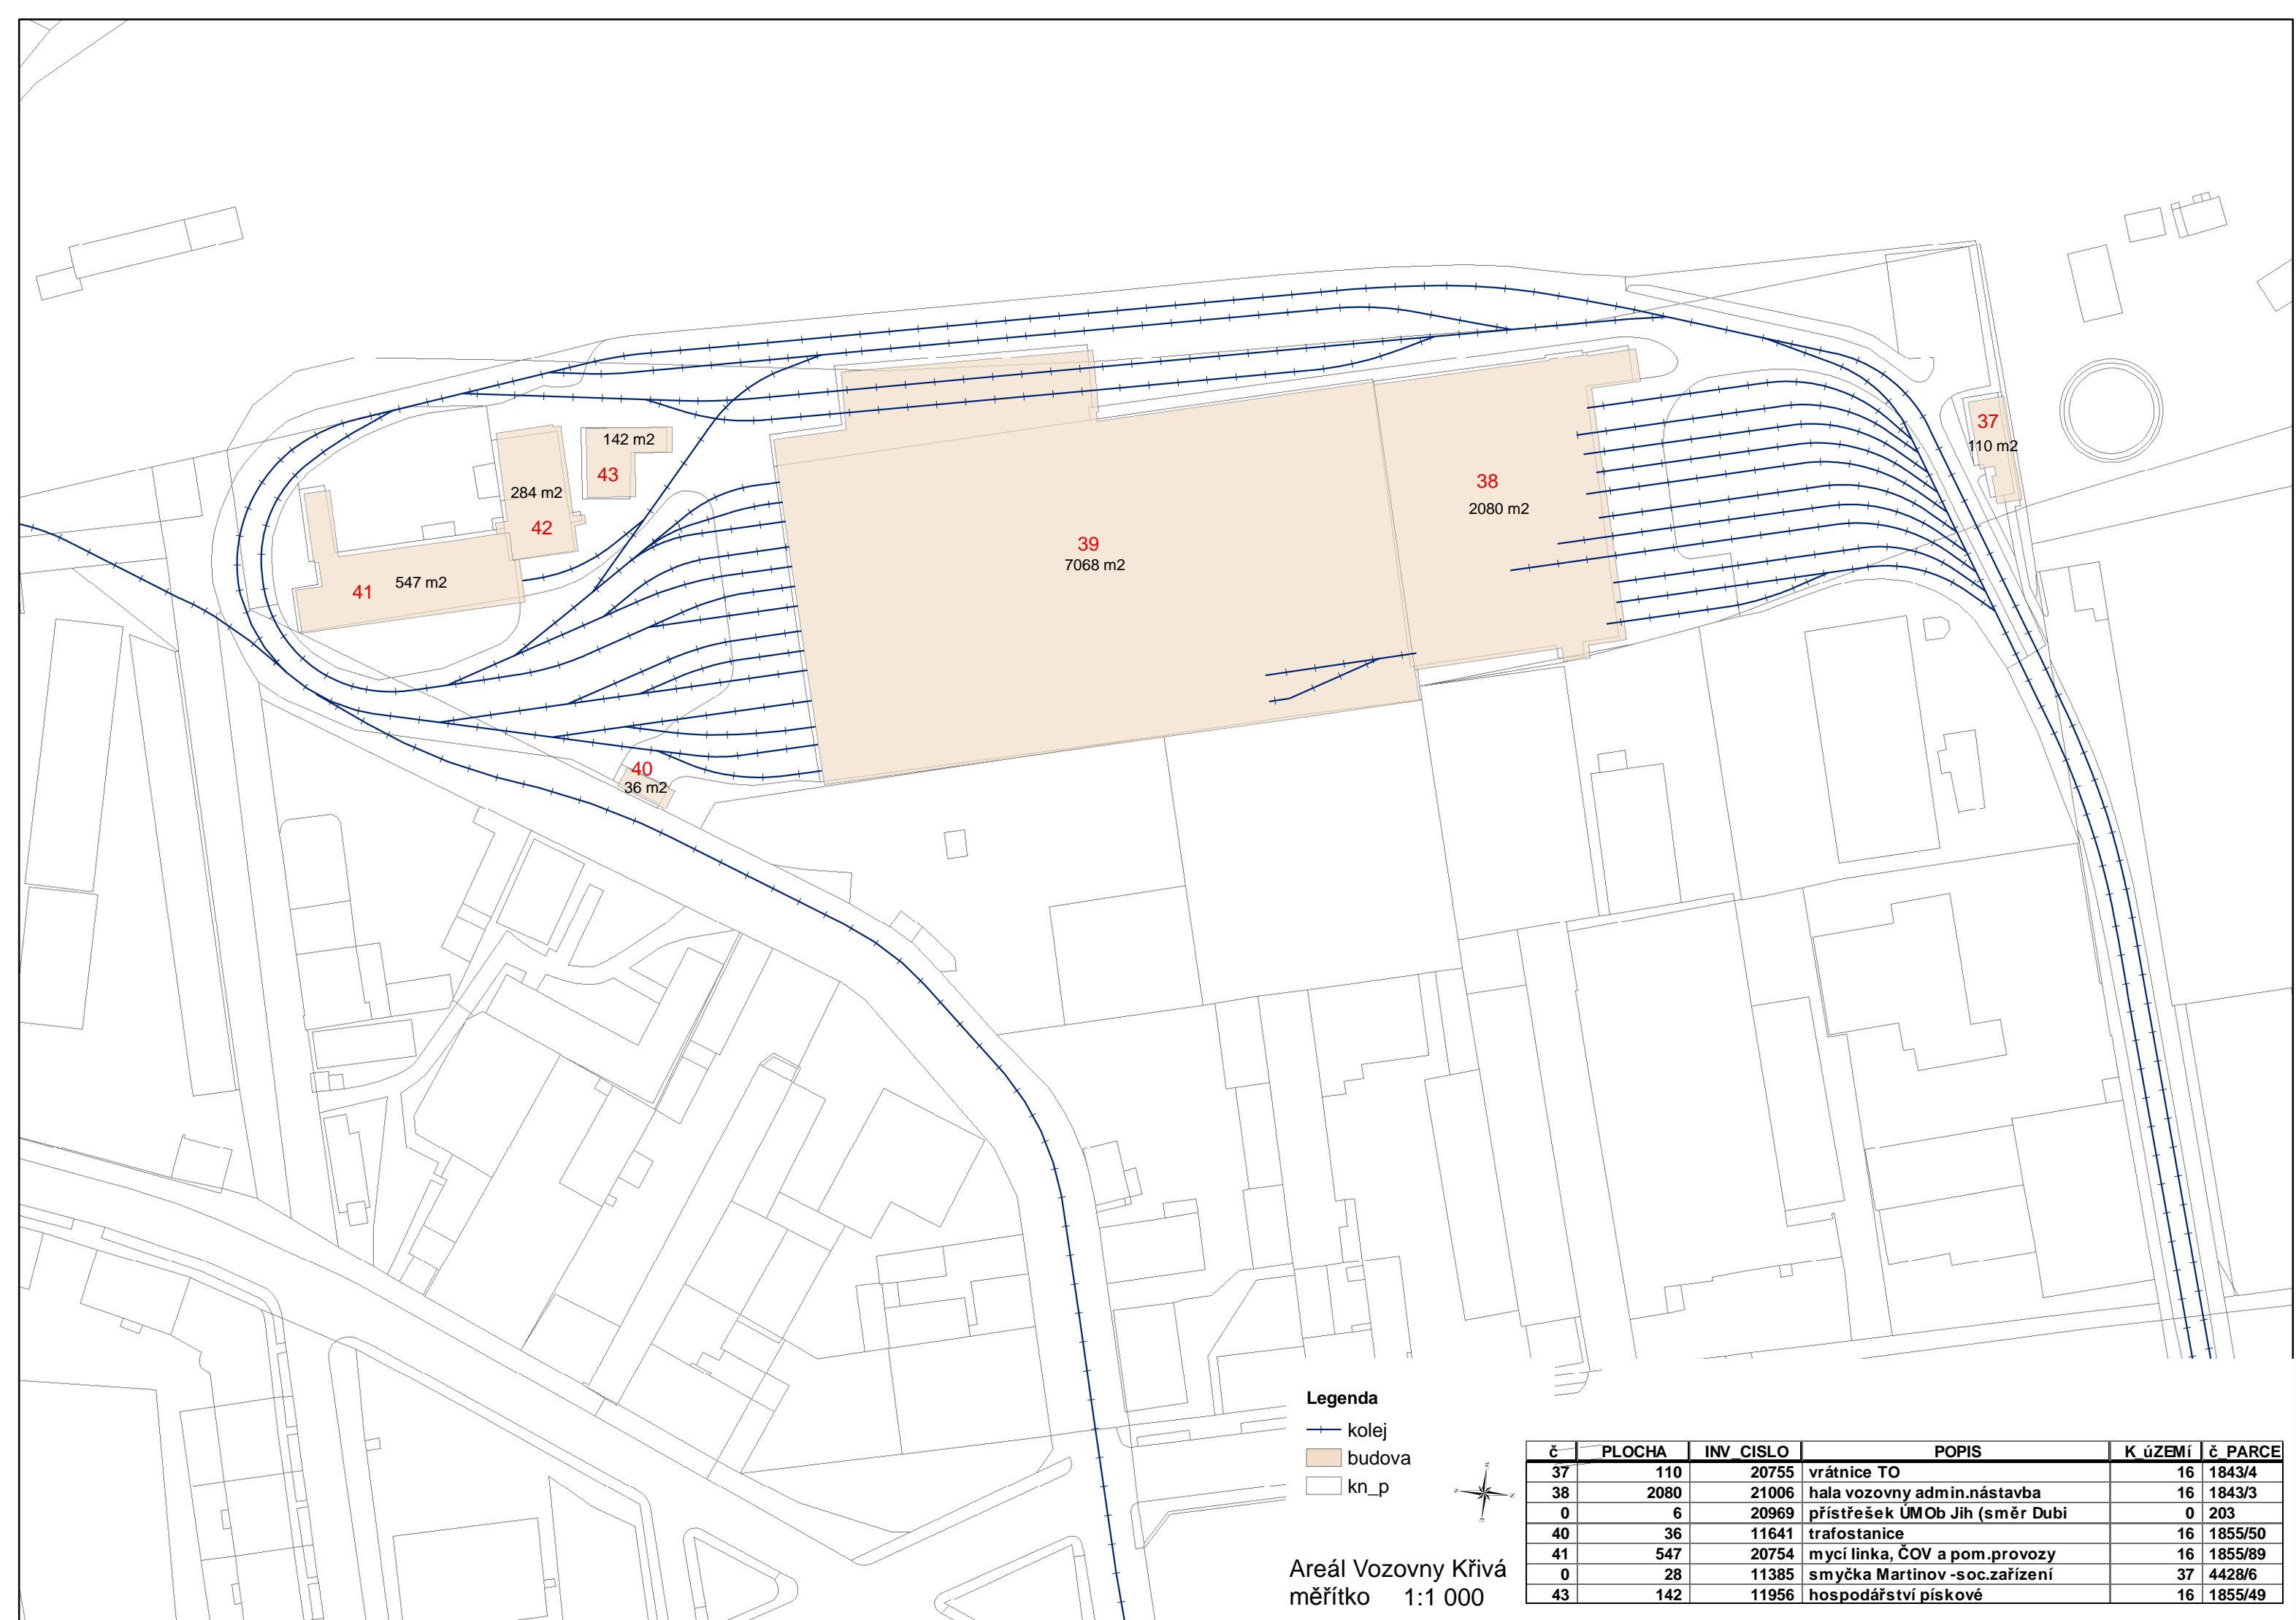 142 m2
43
284 m2
42
41 547 m2
40
36 m2
39
7068 m2
38
2080 m2
37
110 m2
Legenda
kolej
budova
kn_p
Areál Vozovny Křivá
měřítko 1:1 000
č PLOCHA INV_CISLO POPIS K_úZEMí č_PARCE
37 110 20755 vrátnice TO 16 1843/4
38 2080 21006 hala vozovny admin.nástavba 16 1843/3
0 6 20969 přístřešek ÚMOb Jih (směr Dubi 0 203
40 36 11641 trafostanice 16 1855/50
41 547 20754 mycí linka, ČOV a pom.provozy 16 1855/89
0 28 11385 smyčka Martinov -soc.zařízení 37 4428/6
43 142 11956 hospodářství pískové 16 1855/49